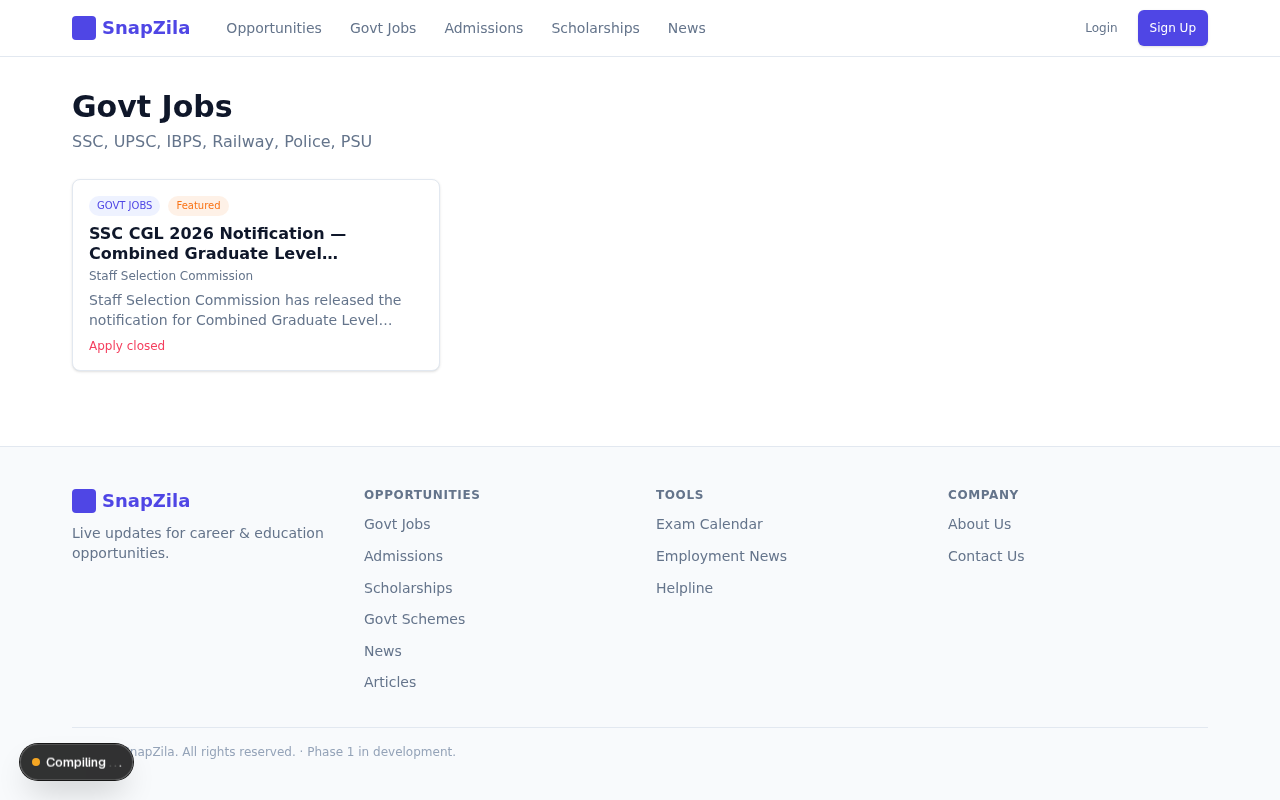 SnapZila
Opportunities
Govt Jobs
Admissions
Scholarships
News
Login
Sign Up
Govt Jobs
SSC, UPSC, IBPS, Railway, Police, PSU
GOVT JOBS
Featured
SSC CGL 2026 Notification —
Combined Graduate Level...
Staff Selection Commission
Staff Selection Commission has released the
notification for Combined Graduate Level...
Apply closed
SnapZila
Live updates for career & education
opportunities.
OPPORTUNITIES
Govt Jobs
Admissions
Scholarships
Govt Schemes
News
Articles
TOOLS
Exam Calendar
Employment News
Helpline
COMPANY
About Us
Contact Us
napZila. All rights reserved. · Phase 1 in development.
Compiling ...